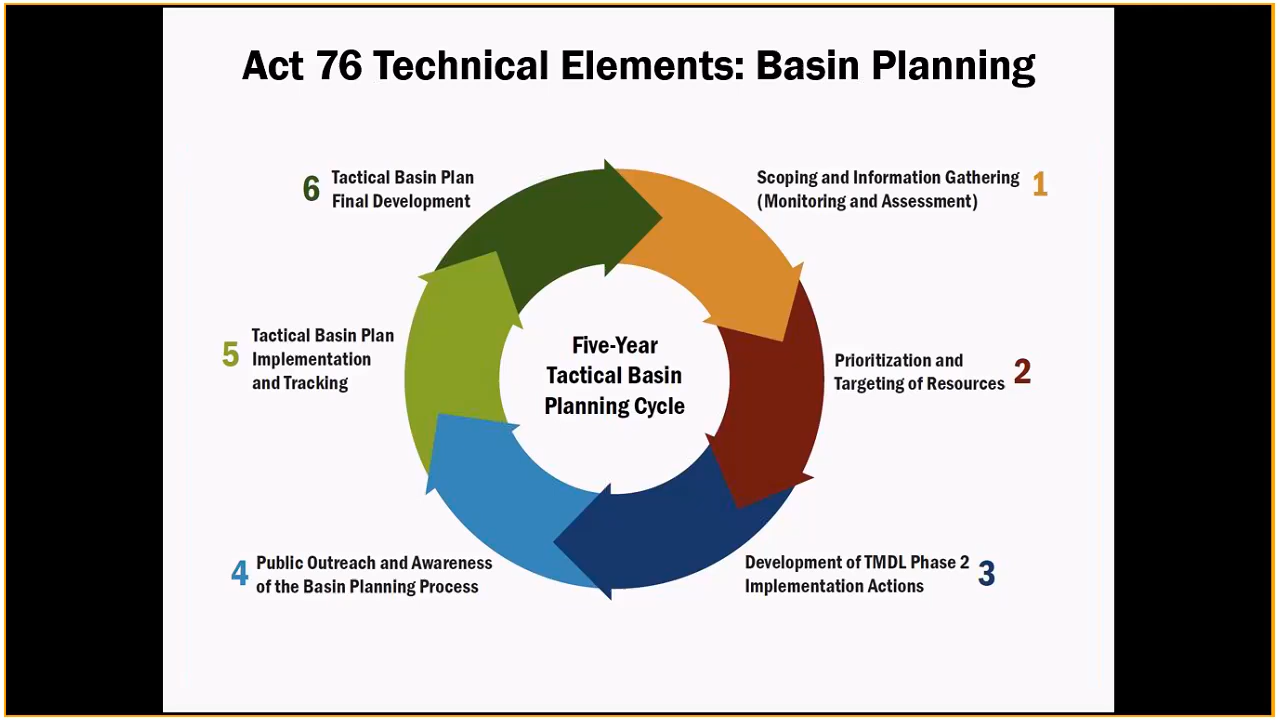 Act 76 Technical Elements: Basin Planning
6
Tactical Basin Plan
Final Development
Scoping and Information Gathering
(Monitoring and Assessment)
1
5
Tactical Basin Plan
Implementation
and Tracking
Five-Year
Tactical Basin
Planning Cycle
Prioritization and
Targeting of Resources
2
4
Public Outreach and Awareness
of the Basin Planning Process
Development of TMDL Phase 2
Implementation Actions
3